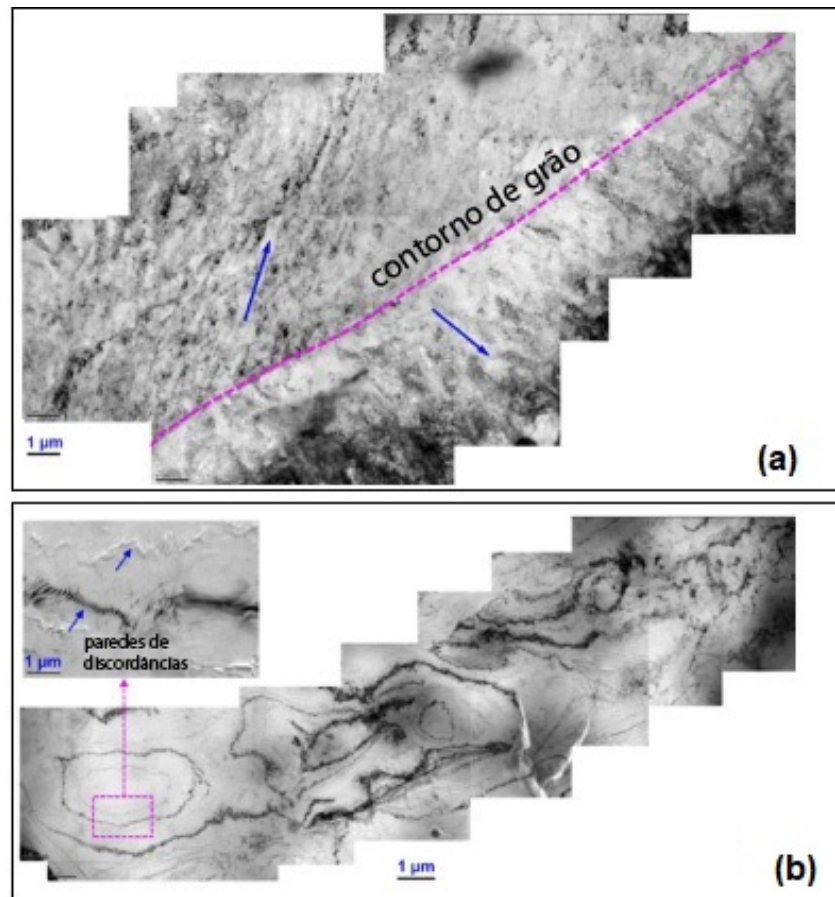 contorno de grão
1 µm
(a)
1 µm
paredes de
discordâncias
1 µm
(b)